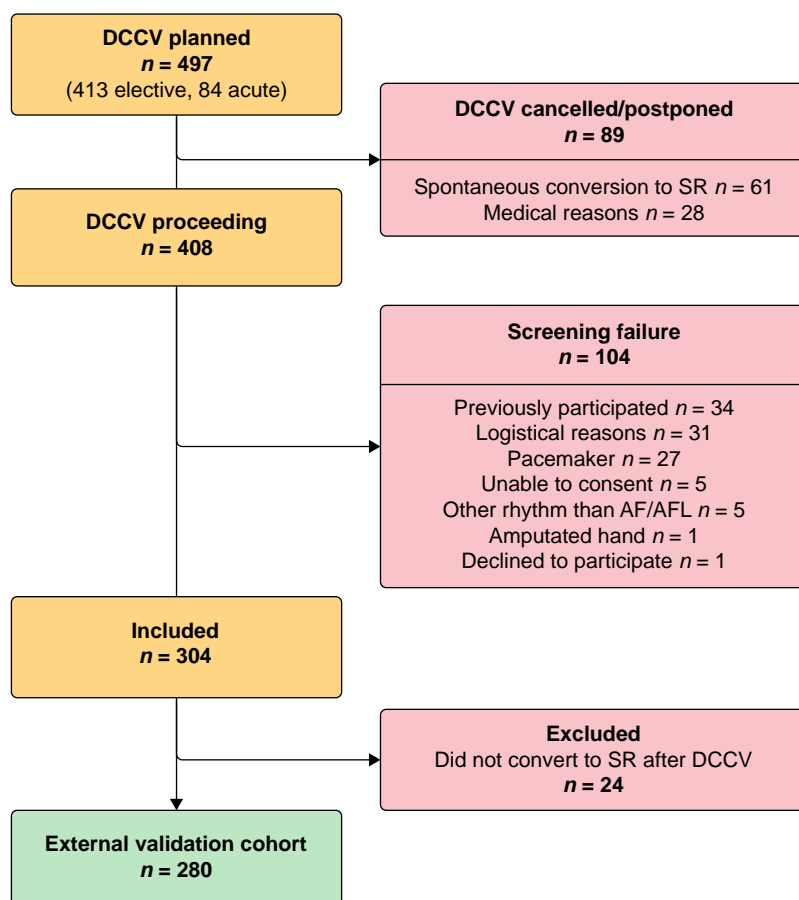 DCCV planned
n = 497
(413 elective, 84 acute)
DCCV cancelled/postponed
n = 89
Spontaneous conversion to SR n = 61
Medical reasons n = 28
DCCV proceeding
n = 408
Screening failure
n = 104
Previously participated n = 34
Logistical reasons n = 31
Pacemaker n = 27
Unable to consent n = 5
Other rhythm than AF/AFL n = 5
Amputated hand n = 1
Declined to participate n = 1
Included
n = 304
Excluded
Did not convert to SR after DCCV
n = 24
External validation cohort
n = 280